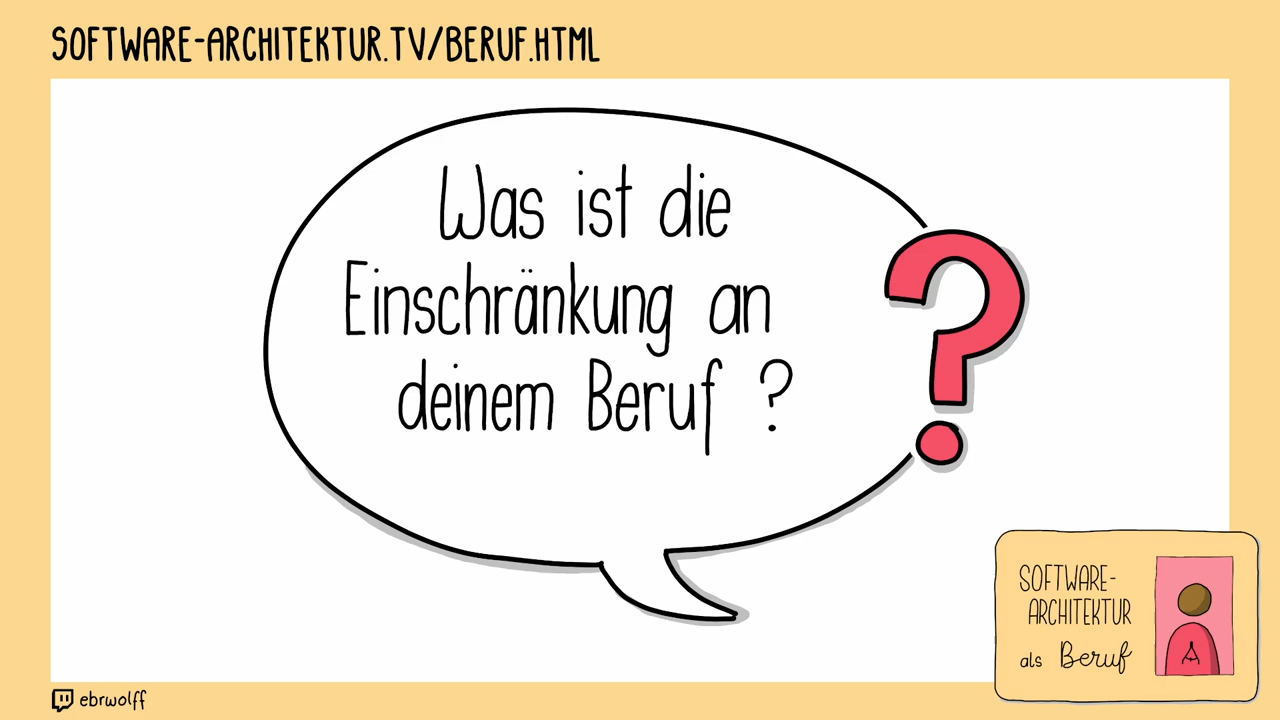 SOFTWARE-ARCHITEKTUR.TV/BERUF.HTML
Was ist die
Einschränkung an
deinem Beruf ?
SOFTWARE-
ARCHITEKTUR
als Beruf
ebrwolff